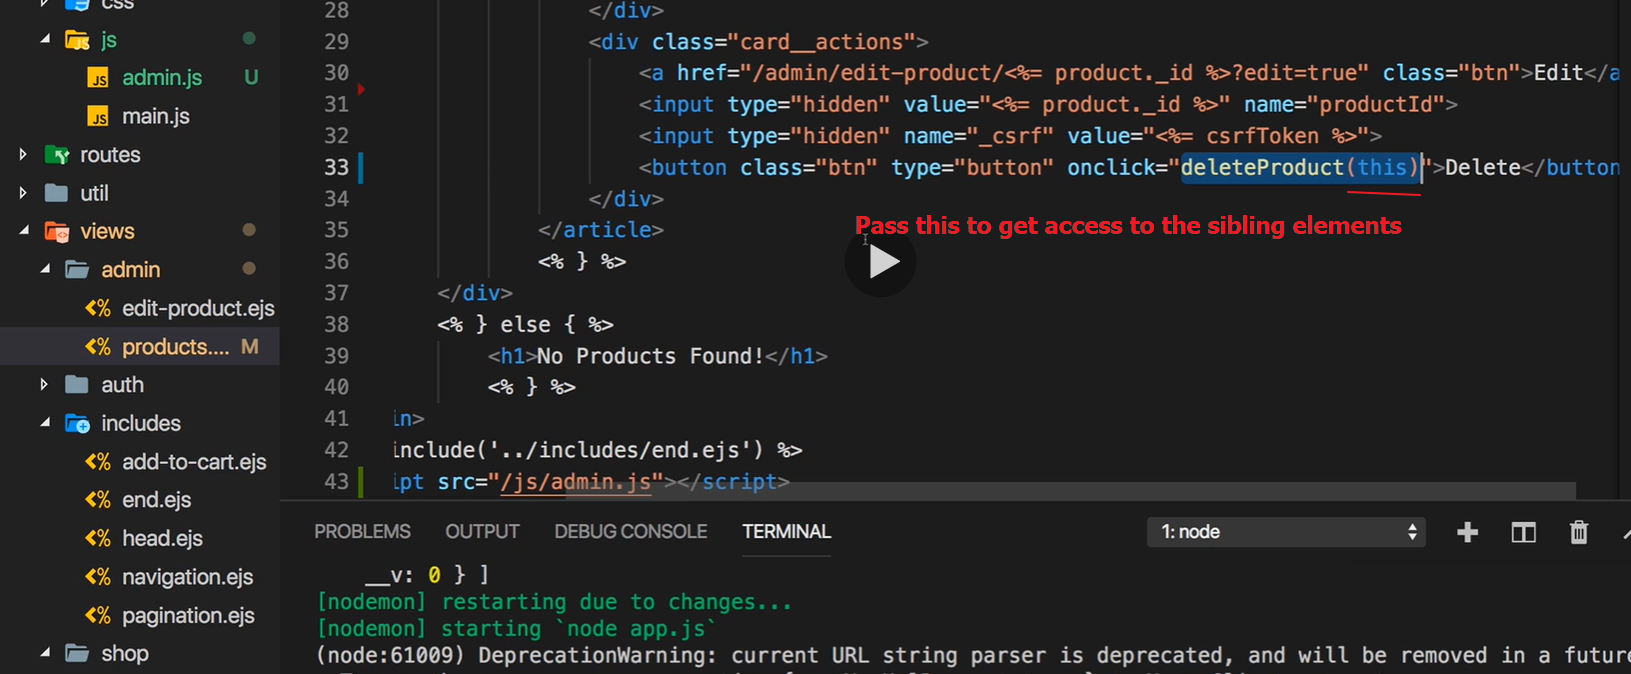 css
js
admin.js U
main.js
routes
util
views
admin
edit-product.ejs
products.... M
auth
includes
add-to-cart.ejs
end.ejs
head.ejs
navigation.ejs
pagination.ejs
shop
28 </div>
29 <div class="card__actions">
30 <a href="/admin/edit-product/<%= product._id %>?edit=true" class="btn">Edit</a
31 <input type="hidden" value="<%= product._id %>" name="productId">
32 <input type="hidden" name="_csrf" value="<%= csrfToken %>">
33 <button class="btn" type="button" onclick="deleteProduct(this)">Delete</button
34 </div>
Pass this to get access to the sibling elements
35 </article>
36 <% } %>
37 </div>
38 <% } else { %>
39 <h1>No Products Found!</h1>
40 <% } %>
41 in>
42 include('../includes/end.ejs') %>
43 ipt src="/js/admin.js"></script>
PROBLEMS OUTPUT DEBUG CONSOLE TERMINAL 1: node
__v: 0 } ]
[nodemon] restarting due to changes...
[nodemon] starting `node app.js`
(node:61009) DeprecationWarning: current URL string parser is deprecated, and will be removed in a future